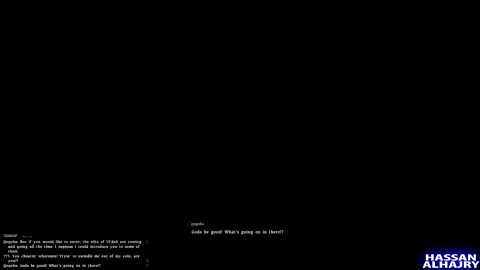 Qoqoba: But if you would like to enter, the elite of Ul'dah are coming
and going all the time. I suppose I could introduce you to some of
them.
???: You cheatin' whoreson! Tryin' to swindle me out of my coin, are
you!?
Qoqoba: Gods be good! What's going on in there!?
Qoqoba
Gods be good! What's going on in there!?
HASSAN
ALHAJRY